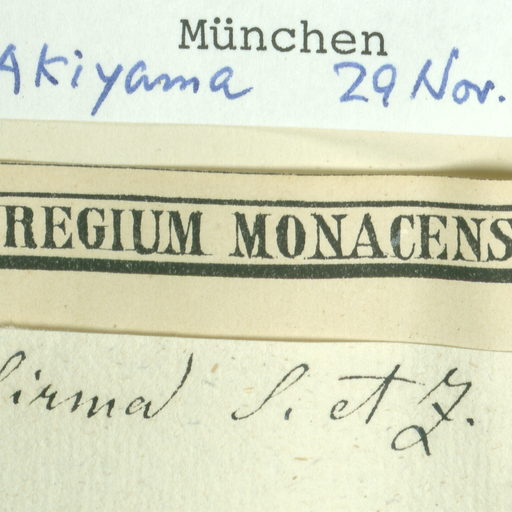 München
Akiyama 29 Nov.
REGIUM MONACENS
S. et Z.